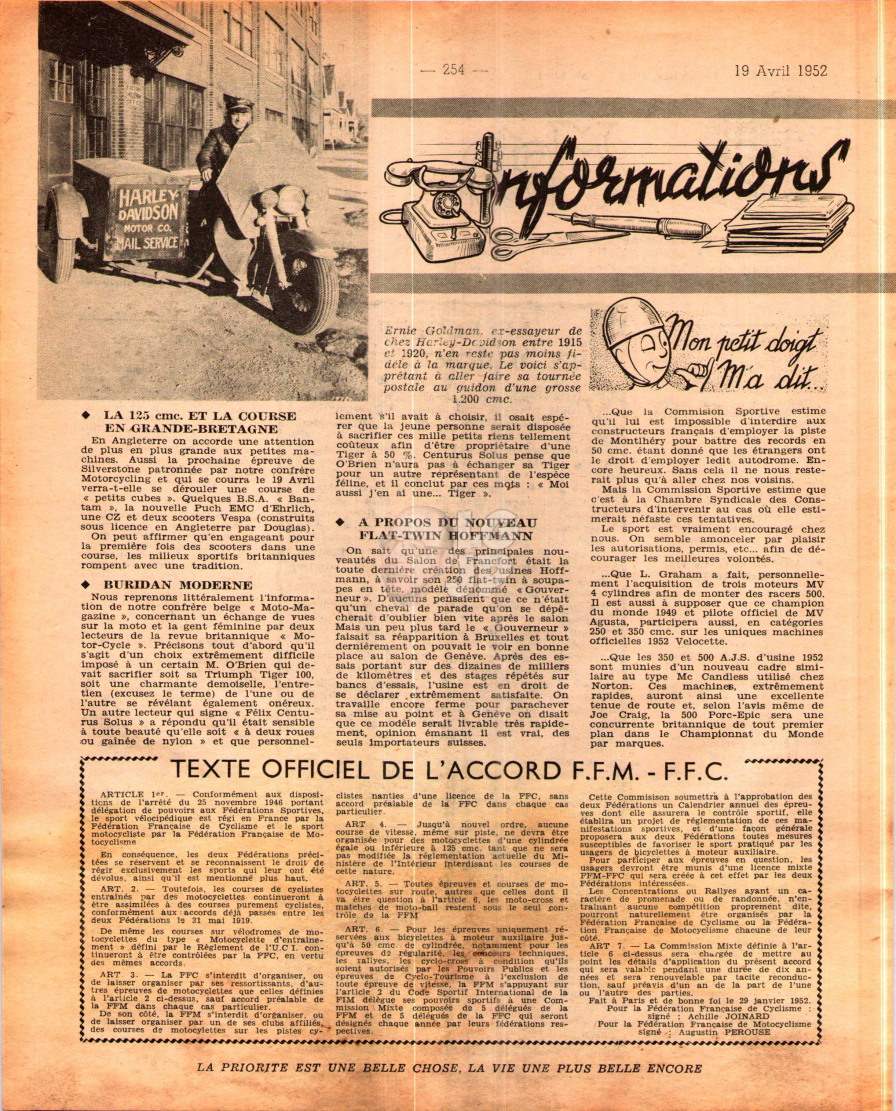 — 254 —
19 Avril 1952
HARLEY-
DAVIDSON
MOTOR CO.
MAIL SERVICE
Informations
Ernie Goldman, ex-essayeur de
chez Harley-Davidson entre 1915
et 1920, n'en reste pas moins fi-
dèle à la marque. Le voici s'ap-
prêtant à aller faire sa tournée
postale au guidon d'une grosse
1.200 cmc.
Mon petit doigt
M'a dit...
◆ LA 125 cmc. ET LA COURSE
EN GRANDE-BRETAGNE
En Angleterre on accorde une attention
de plus en plus grande aux petites ma-
chines. Aussi la prochaine épreuve de
Silverstone patronnée par notre confrère
Motorcycling et qui se courra le 19 Avril
verra-t-elle se dérouler une course de
« petits cubes ». Quelques B.S.A. « Ban-
tam », la nouvelle Puch EMC d'Ehrlich,
une CZ et deux scooters Vespa (construits
sous licence en Angleterre par Douglas).
On peut affirmer qu'en engageant pour
la première fois des scooters dans une
course, les milieux sportifs britanniques
rompent avec une tradition.
◆ BURIDAN MODERNE
Nous reprenons littéralement l'informa-
tion de notre confrère belge « Moto-Ma-
gazine », concernant un échange de vues
sur la moto et la gent féminine par deux
lecteurs de la revue britannique « Mo-
tor-Cycle ». Précisons tout d'abord qu'il
s'agit d'un choix extrêmement difficile
imposé à un certain M. O'Brien qui de-
vait sacrifier soit sa Triumph Tiger 100,
soit une charmante demoiselle, l'entre-
tien (excusez le terme) de l'une ou de
l'autre se révélant également onéreux.
Un autre lecteur qui signe « Félix Centu-
rus Solus » a répondu qu'il était sensible
à toute beauté qu'elle soit « à deux roues
ou gainée de nylon » et que personnel-
lement s'il avait à choisir, il osait espé-
rer que la jeune personne serait disposée
à sacrifier ces mille petits riens tellement
coûteux afin d'être propriétaire d'une
Tiger à 50 %. Centurus Solus pense que
O'Brien n'aura pas à échanger sa Tiger
pour un autre représentant de l'espèce
féline, et il conclut par ces mots : « Moi
aussi j'en ai une... Tiger ».
◆ A PROPOS DU NOUVEAU
FLAT-TWIN HOFFMANN
On sait qu'une des principales nou-
veautés du Salon de Francfort était la
toute dernière création des usines Hoff-
mann, à savoir son 250 flat-twin à soupa-
pes en tête, modèle dénommé « Gouver-
neur ». D'aucuns pensaient que ce n'était
qu'un cheval de parade qu'on se dépê-
cherait d'oublier bien vite après le salon
Mais un peu plus tard le « Gouverneur »
faisait sa réapparition à Bruxelles et tout
dernièrement on pouvait le voir en bonne
place au salon de Genève. Après des es-
sais portant sur des dizaines de milliers
de kilomètres et des stages répétés sur
bancs d'essais, l'usine est en droit de
se déclarer extrêmement satisfaite. On
travaille encore ferme pour parachever
sa mise au point et à Genève on disait
que ce modèle serait livrable très rapide-
ment, opinion émanant il est vrai, des
seuls importateurs suisses.
...Que la Commision Sportive estime
qu'il lui est impossible d'interdire aux
constructeurs français d'employer la piste
de Montlhéry pour battre des records en
50 cmc. étant donné que les étrangers ont
le droit d'employer ledit autodrome. En-
core heureux. Sans cela il ne nous reste-
rait plus qu'à aller chez nos voisins.
Mais la Commission Sportive estime que
c'est à la Chambre Syndicale des Cons-
tructeurs d'intervenir au cas où elle esti-
merait néfaste ces tentatives.
Le sport est vraiment encouragé chez
nous. On semble amonceler par plaisir
les autorisations, permis, etc... afin de dé-
courager les meilleures volontés.
...Que L. Graham a fait, personnelle-
ment l'acquisition de trois moteurs MV
4 cylindres afin de monter des racers 500.
Il est aussi à supposer que ce champion
du monde 1949 et pilote officiel de MV
Agusta, participera aussi, en catégories
250 et 350 cmc. sur les uniques machines
officielles 1952 Velocette.
...Que les 350 et 500 A.J.S. d'usine 1952
sont munies d'un nouveau cadre simi-
laire au type Mc Candless utilisé chez
Norton. Ces machines, extrêmement
rapides, auront ainsi une excellente
tenue de route et, selon l'avis même de
Joe Craig, la 500 Porc-Epic sera une
concurrente britannique de tout premier
plan dans le Championnat du Monde
par marques.
TEXTE OFFICIEL DE L'ACCORD F.F.M. - F.F.C.
ARTICLE 1er. — Conformément aux disposi-
tions de l'arrêté du 25 novembre 1946 portant
délégation de pouvoirs aux Fédérations Sportives,
le sport vélocipédique est régi en France par la
Fédération Française de Cyclisme et le sport
motocycliste par la Fédération Française de Mo-
tocyclisme
En conséquence, les deux Fédérations préci-
tées se réservent et se reconnaissent le droit de
régir exclusivement les sports qui leur ont été
dévolus, ainsi qu'il est mentionné plus haut.
ART. 2. — Toutefois, les courses de cyclistes
entraînés par des motocyclettes continueront à
être assimilées à des courses purement cyclistes,
conformément aux accords déjà passés entre les
deux Fédérations le 31 mai 1919.
De même les courses sur vélodromes de mo-
tocyclettes du type « Motocyclette d'entraîne-
ment » défini par le Règlement de l'U.C I. con-
tinueront à être contrôlées par la FFC, en vertu
des mêmes accords.
ART. 3 — La FFC s'interdit d'organiser, ou
de laisser organiser par ses ressortissants, d'au-
tres épreuves de motocyclettes que celles définies
à l'article 2 ci-dessus, sauf accord préalable de
la FFM dans chaque cas particulier.
De son côté, la FFM s'interdit d'organiser, ou
de laisser organiser par un de ses clubs affiliés,
des courses de motocyclettes sur les pistes cy-
clistes nanties d'une licence de la FFC, sans
accord préalable de la FFC dans chaque cas
particulier.
ART 4. — Jusqu'à nouvel ordre, aucune
course de vitesse, même sur piste, ne devra être
organisée pour des motocyclettes d'une cylindrée
égale ou inférieure à 125 cmc. tant que ne sera
pas modifiée la réglementation actuelle du Mi-
nistère de l'Intérieur interdisant les courses de
cette nature.
ART. 5. — Toutes épreuves et courses de mo-
tocyclettes sur route, autres que celles dont il
va être question à l'article 6, les moto-cross et
matches de moto-ball restent sous le seul con-
trôle de la FFM
ART. 6. — Pour les épreuves uniquement ré-
servées aux bicyclettes à moteur auxiliaire jus-
qu'à 50 cmc de cylindrée, notamment pour les
épreuves de régularité, les concours techniques,
les rallyes, les cyclo-cross à condition qu'ils
soient autorisés par les Pouvoirs Publics et les
épreuves de Cyclo-Tourisme à l'exclusion de
toute épreuve de vitesse, la FFM s'appuyant sur
l'article 2 du Code Sportif International de la
FIM délègue ses pouvoirs sportifs à une Com-
mission Mixte composée de 5 délégués de la
FFM et de 5 délégués de la FFC qui seront
désignés chaque année par leurs fédérations res-
pectives.
Cette Commisison soumettra à l'approbation des
deux Fédérations un Calendrier annuel des épreu-
ves dont elle assurera le contrôle sportif, elle
établira un projet de réglementation de ces ma-
nifestations sportives, et d'une façon générale
proposera aux deux Fédérations toutes mesures
susceptibles de favoriser le sport pratiqué par les
usagers de bicyclettes à moteur auxiliaire.
Pour participer aux épreuves en question, les
usagers devront être munis d'une licence mixte
FFM-FFC qui sera créée à cet effet par les deux
Fédérations intéressées.
Les Concentrations ou Rallyes ayant un ca-
ractère de promenade ou de randonnée, n'en-
traînant aucune compétition proprement dite,
pourront naturellement être organisés par la
Fédération Française de Cyclisme ou la Fédéra-
tion Française de Motocyclisme chacune de leur
côté.
ART 7. — La Commission Mixte définie à l'ar-
ticle 6 ci-dessus sera chargée de mettre au
point les détails d'application du présent accord
qui sera valable pendant une durée de dix an-
nées et sera renouvelable par tacite reconduc-
tion, sauf préavis d'un an de la part de l'une
ou l'autre des parties.
Fait à Paris et de bonne foi le 29 janvier 1952.
Pour la Fédération Française de Cyclisme :
signé : Achille JOINARD
Pour la Fédération Française de Motocyclisme
signé : Augustin PEROUSE
LA PRIORITE EST UNE BELLE CHOSE, LA VIE UNE PLUS BELLE ENCORE